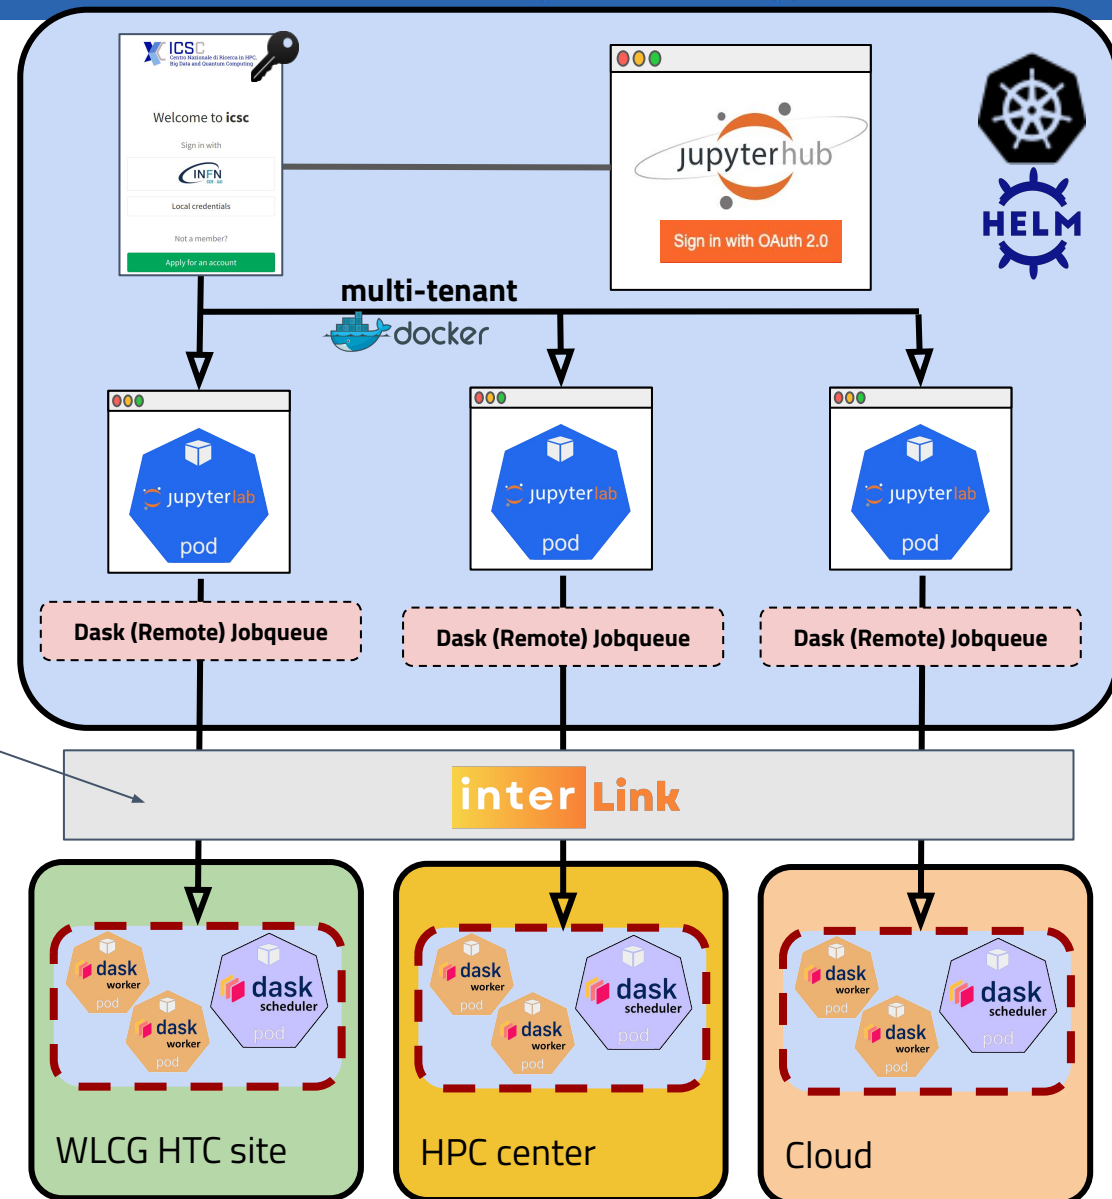 ICSC
Centro Nazionale di Ricerca in HPC,
Big Data and Quantum Computing
Welcome to icsc
Sign in with
INFN
Local credentials
Not a member?
Apply for an account
jupyterhub
Sign in with OAuth 2.0
HELM
multi-tenant
docker
jupyterlab
pod
jupyterlab
pod
jupyterlab
pod
Dask (Remote) Jobqueue
Dask (Remote) Jobqueue
Dask (Remote) Jobqueue
inter Link
dask
worker
pod
dask
worker
pod
dask
scheduler
pod
WLCG HTC site
dask
worker
pod
dask
worker
pod
dask
scheduler
pod
HPC center
dask
worker
pod
dask
worker
pod
dask
scheduler
pod
Cloud